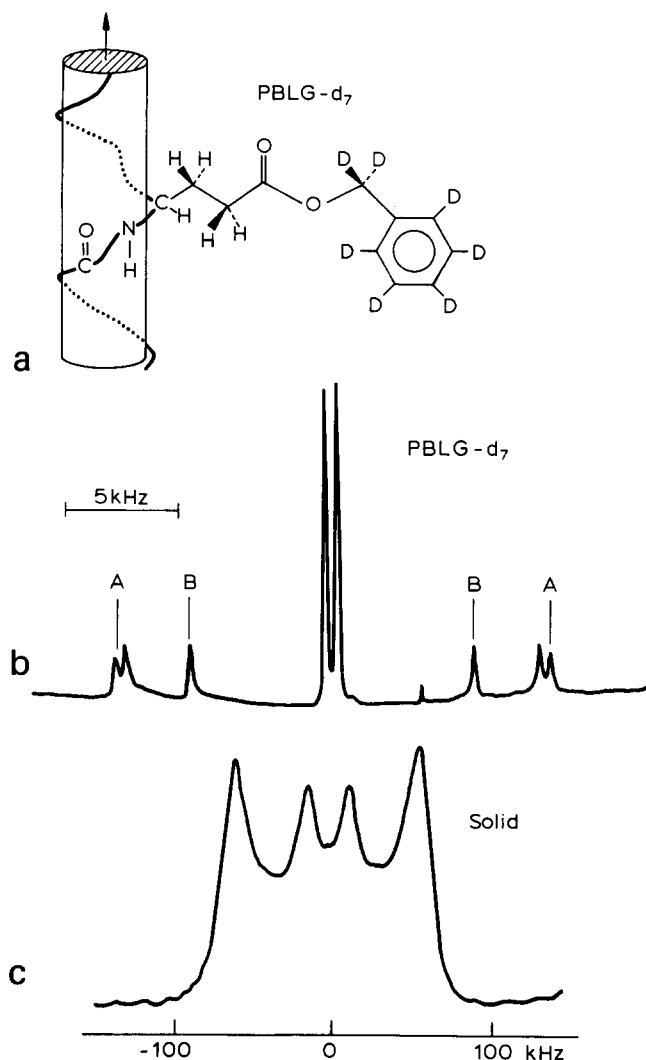 PBLG-d₇
O
H H
D D
C H
O
D
D
O
N
C
H
H H
D
D
D
a
PBLG-d₇
5kHz
A B B A
b
Solid
c
-100 0 100 kHz